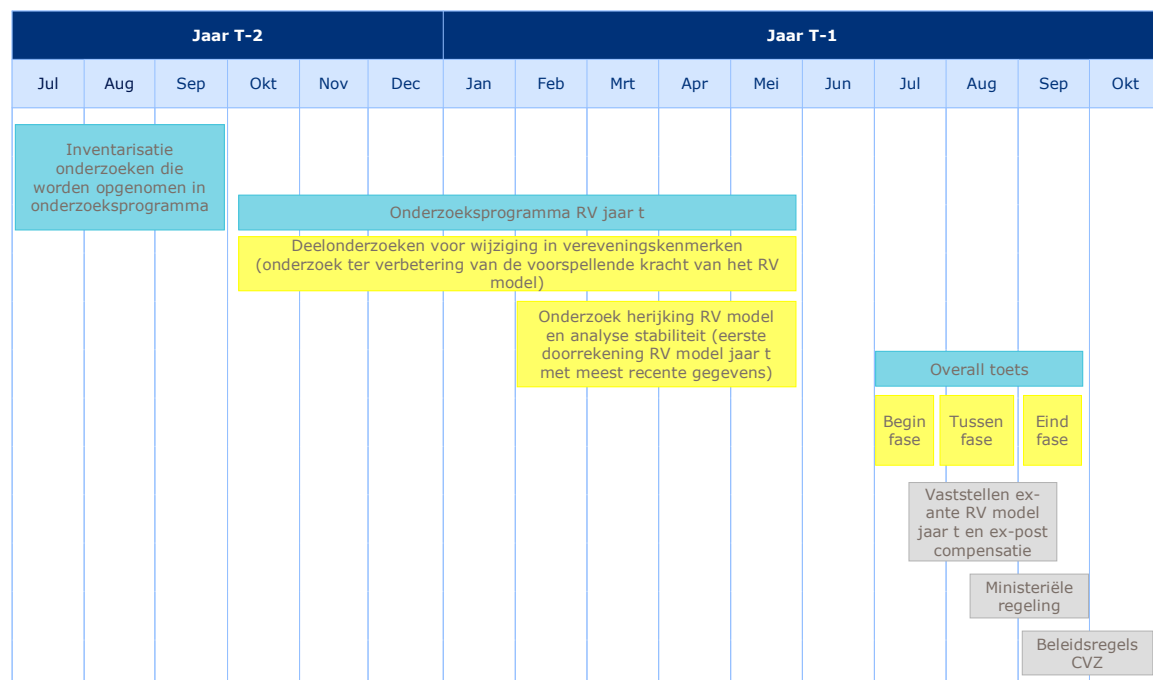 Jaar T-2
Jaar T-1
Jul
Aug
Sep
Okt
Nov
Dec
Jan
Feb
Mrt
Apr
Mei
Jun
Jul
Aug
Sep
Okt
Inventarisatie
onderzoeken die
worden opgenomen in
onderzoeksprogramma
Onderzoeksprogramma RV jaar t
Deelonderzoeken voor wijziging in vereveningskenmerken
(onderzoek ter verbetering van de voorspellende kracht van het RV
model)
Onderzoek herijking RV model
en analyse stabiliteit (eerste
doorrekening RV model jaar t
met meest recente gegevens)
Overall toets
Begin
fase
Tussen
fase
Eind
fase
Vaststellen ex-
ante RV model
jaar t en ex-post
compensatie
Ministeriële
regeling
Beleidsregels
CVZ